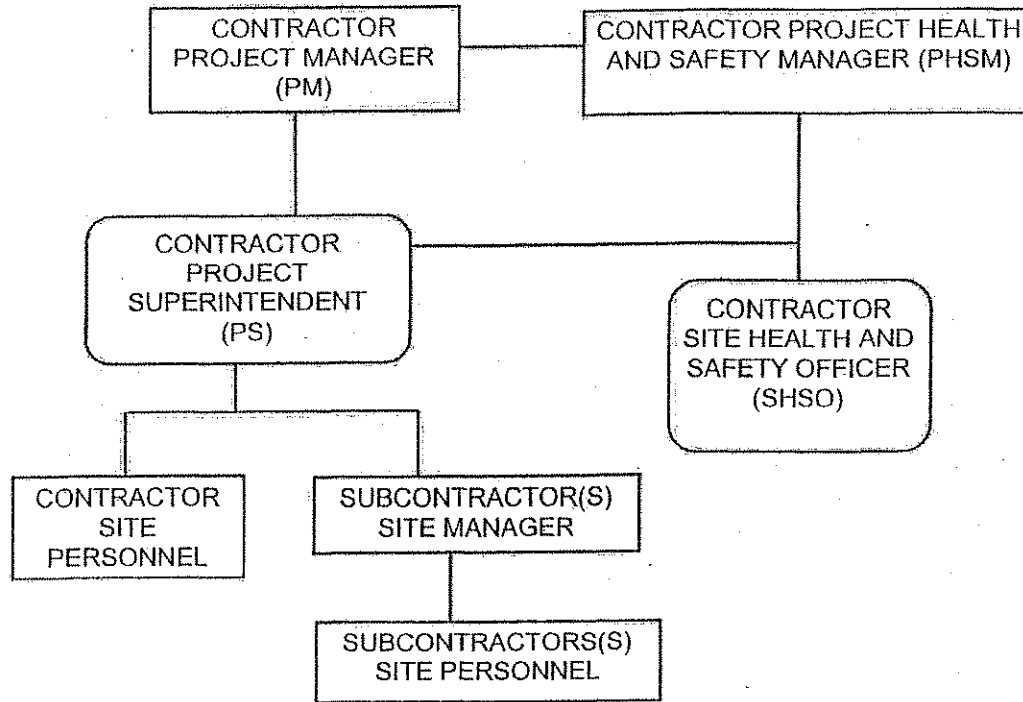 CONTRACTOR
PROJECT MANAGER
(PM)
CONTRACTOR PROJECT HEALTH
AND SAFETY MANAGER (PHSM)
CONTRACTOR
PROJECT
SUPERINTENDENT
(PS)
CONTRACTOR
SITE HEALTH AND
SAFETY OFFICER
(SHSO)
CONTRACTOR
SITE
PERSONNEL
SUBCONTRACTOR(S)
SITE MANAGER
SUBCONTRACTORS(S)
SITE PERSONNEL